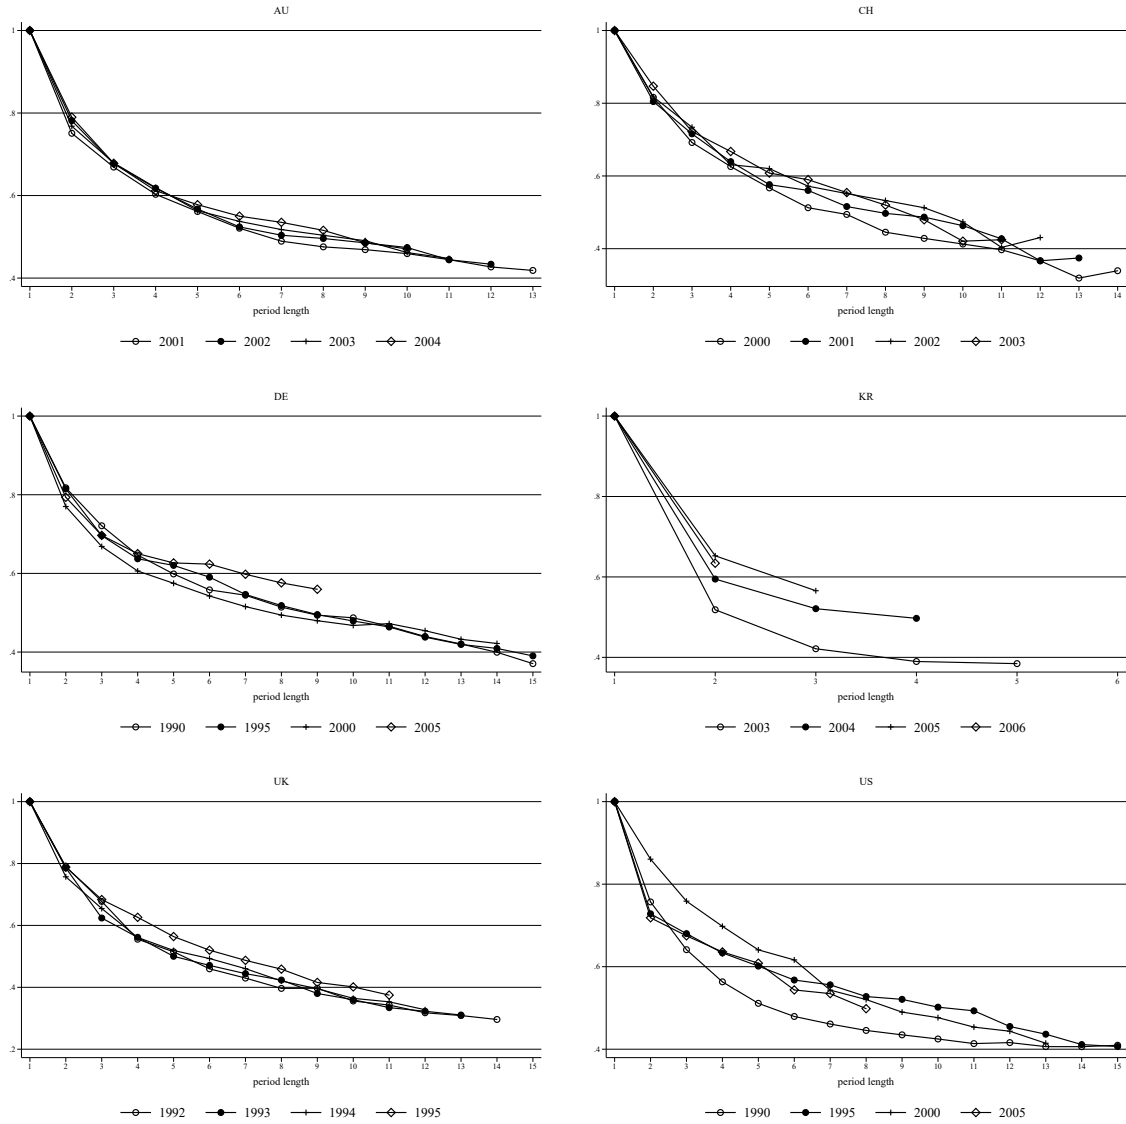 AU
1
.8
.6
.4
1 2 3 4 5 6 7 8 9 10 11 12 13
period length
2001 2002 2003 2004
CH
1
.8
.6
.4
1 2 3 4 5 6 7 8 9 10 11 12 13 14
period length
2000 2001 2002 2003
DE
1
.8
.6
.4
1 2 3 4 5 6 7 8 9 10 11 12 13 14 15
period length
1990 1995 2000 2005
KR
1
.8
.6
.4
1 2 3 4 5 6
period length
2003 2004 2005 2006
UK
1
.8
.6
.4
.2
1 2 3 4 5 6 7 8 9 10 11 12 13 14 15
period length
1992 1993 1994 1995
US
1
.8
.6
.4
1 2 3 4 5 6 7 8 9 10 11 12 13 14 15
period length
1990 1995 2000 2005